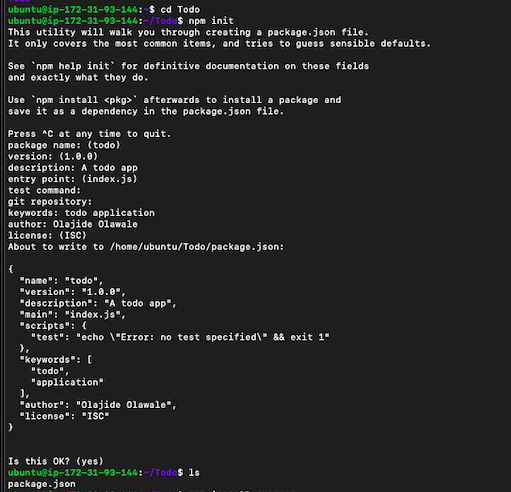 ubuntu@ip-172-31-93-144:~$ cd Todo
ubuntu@ip-172-31-93-144:~/Todo$ npm init
This utility will walk you through creating a package.json file.
It only covers the most common items, and tries to guess sensible defaults.

See `npm help init` for definitive documentation on these fields
and exactly what they do.

Use `npm install <pkg>` afterwards to install a package and
save it as a dependency in the package.json file.

Press ^C at any time to quit.
package name: (todo)
version: (1.0.0)
description: A todo app
entry point: (index.js)
test command:
git repository:
keywords: todo application
author: Olajide Olawale
license: (ISC)
About to write to /home/ubuntu/Todo/package.json:

{
  "name": "todo",
  "version": "1.0.0",
  "description": "A todo app",
  "main": "index.js",
  "scripts": {
    "test": "echo \"Error: no test specified\" && exit 1"
  },
  "keywords": [
    "todo",
    "application"
  ],
  "author": "Olajide Olawale",
  "license": "ISC"
}


Is this OK? (yes)
ubuntu@ip-172-31-93-144:~/Todo$ ls
package.json